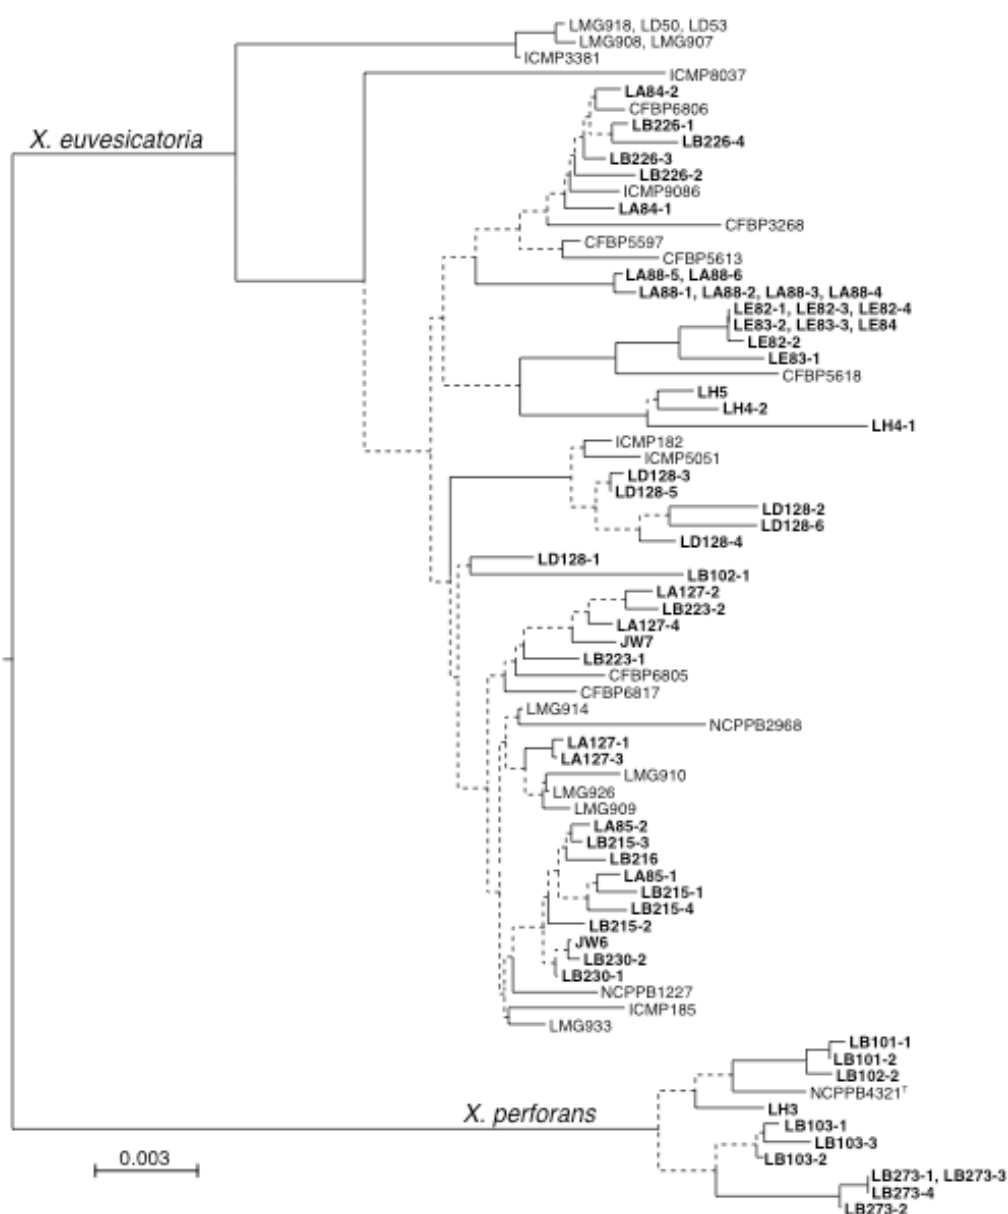 LMG918, LD50, LD53
LMG908, LMG907
ICMP3381
ICMP8037
LA84-2
CFBP6806
X. euvesicatoria
LB226-1
LB226-4
LB226-3
LB226-2
ICMP9086
LA84-1
CFBP3268
CFBP5597
CFBP5613
LA88-5, LA88-6
LA88-1, LA88-2, LA88-3, LA88-4
LE82-1, LE82-3, LE82-4
LE83-2, LE83-3, LE84
LE82-2
LE83-1
CFBP5618
LH5
LH4-2
LH4-1
ICMP182
ICMP5051
LD128-3
LD128-5
LD128-2
LD128-6
LD128-4
LD128-1
LB102-1
LA127-2
LB223-2
LA127-4
JW7
LB223-1
CFBP6805
CFBP6817
LMG914
NCPPB2968
LA127-1
LA127-3
LMG910
LMG926
LMG909
LA85-2
LB215-3
LB216
LA85-1
LB215-1
LB215-4
LB215-2
JW6
LB230-2
LB230-1
NCPPB1227
ICMP185
LMG933
LB101-1
LB101-2
LB102-2
NCPPB4321ᵀ
X. perforans
LH3
LB103-1
LB103-3
LB103-2
0.003
LB273-1, LB273-3
LB273-4
LB273-2